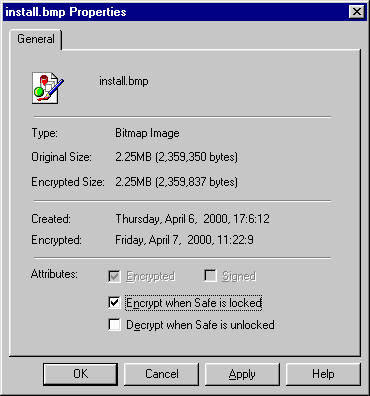 install.bmp Properties
General
install.bmp
Type: Bitmap Image
Original Size: 2.25MB (2,359,350 bytes)
Encrypted Size: 2.25MB (2,359,837 bytes)
Created: Thursday, April 6, 2000, 17:6:12
Encrypted: Friday, April 7, 2000, 11:22:9
Attributes: Encrypted Signed
Encrypt when Safe is locked
Decrypt when Safe is unlocked
OK Cancel Apply Help